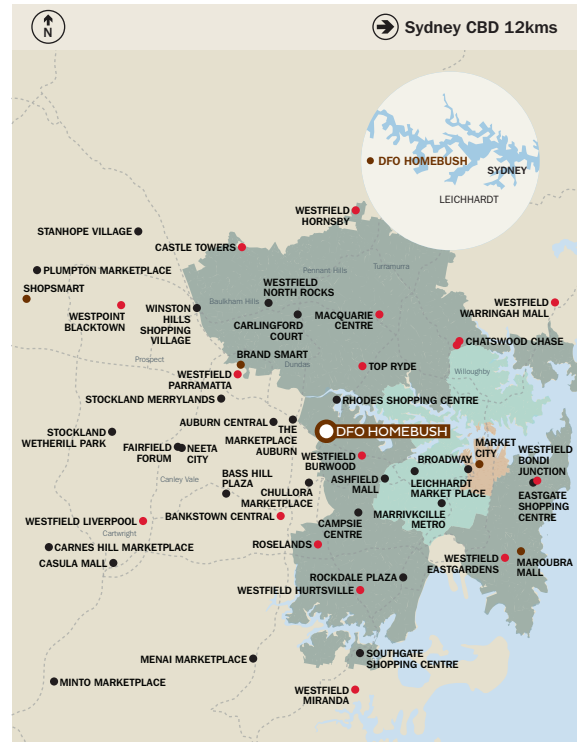 N
Sydney CBD 12kms
DFO HOMEBUSH
SYDNEY
LEICHHARDT
WESTFIELD
HORNSBY
STANHOPE VILLAGE
CASTLE TOWERS
Pennant Hills
Turramurra
PLUMPTON MARKETPLACE
SHOPSMART
WESTPOINT
BLACKTOWN
WINSTON
HILLS
SHOPPING
VILLAGE
Baulkham Hills
WESTFIELD
NORTH ROCKS
CARLINGFORD
COURT
MACQUARIE
CENTRE
WESTFIELD
WARRINGAH MALL
CHATSWOOD CHASE
Prospect
BRAND SMART
Dundas
WESTFIELD
PARRAMATTA
TOP RYDE
Willoughby
STOCKLAND MERRYLANDS
RHODES SHOPPING CENTRE
AUBURN CENTRAL
THE
MARKETPLACE
AUBURN
DFO HOMEBUSH
STOCKLAND
WETHERILL PARK
FAIRFIELD
FORUM
NEETA
CITY
WESTFIELD
BURWOOD
BROADWAY
MARKET
CITY
WESTFIELD
BONDI
JUNCTION
BASS HILL
PLAZA
Canley Vale
CHULLORA
MARKETPLACE
ASHFIELD
MALL
LEICHHARDT
MARKET PLACE
EASTGATE
SHOPPING
CENTRE
WESTFIELD LIVERPOOL
BANKSTOWN CENTRAL
CAMPSIE
CENTRE
MARRIVKCILLE
METRO
Cartwright
CARNES HILL MARKETPLACE
CASULA MALL
ROSELANDS
WESTFIELD
EASTGARDENS
MAROUBRA
MALL
ROCKDALE PLAZA
WESTFIELD HURTSVILLE
MENAI MARKETPLACE
SOUTHGATE
SHOPPING CENTRE
MINTO MARKETPLACE
WESTFIELD
MIRANDA